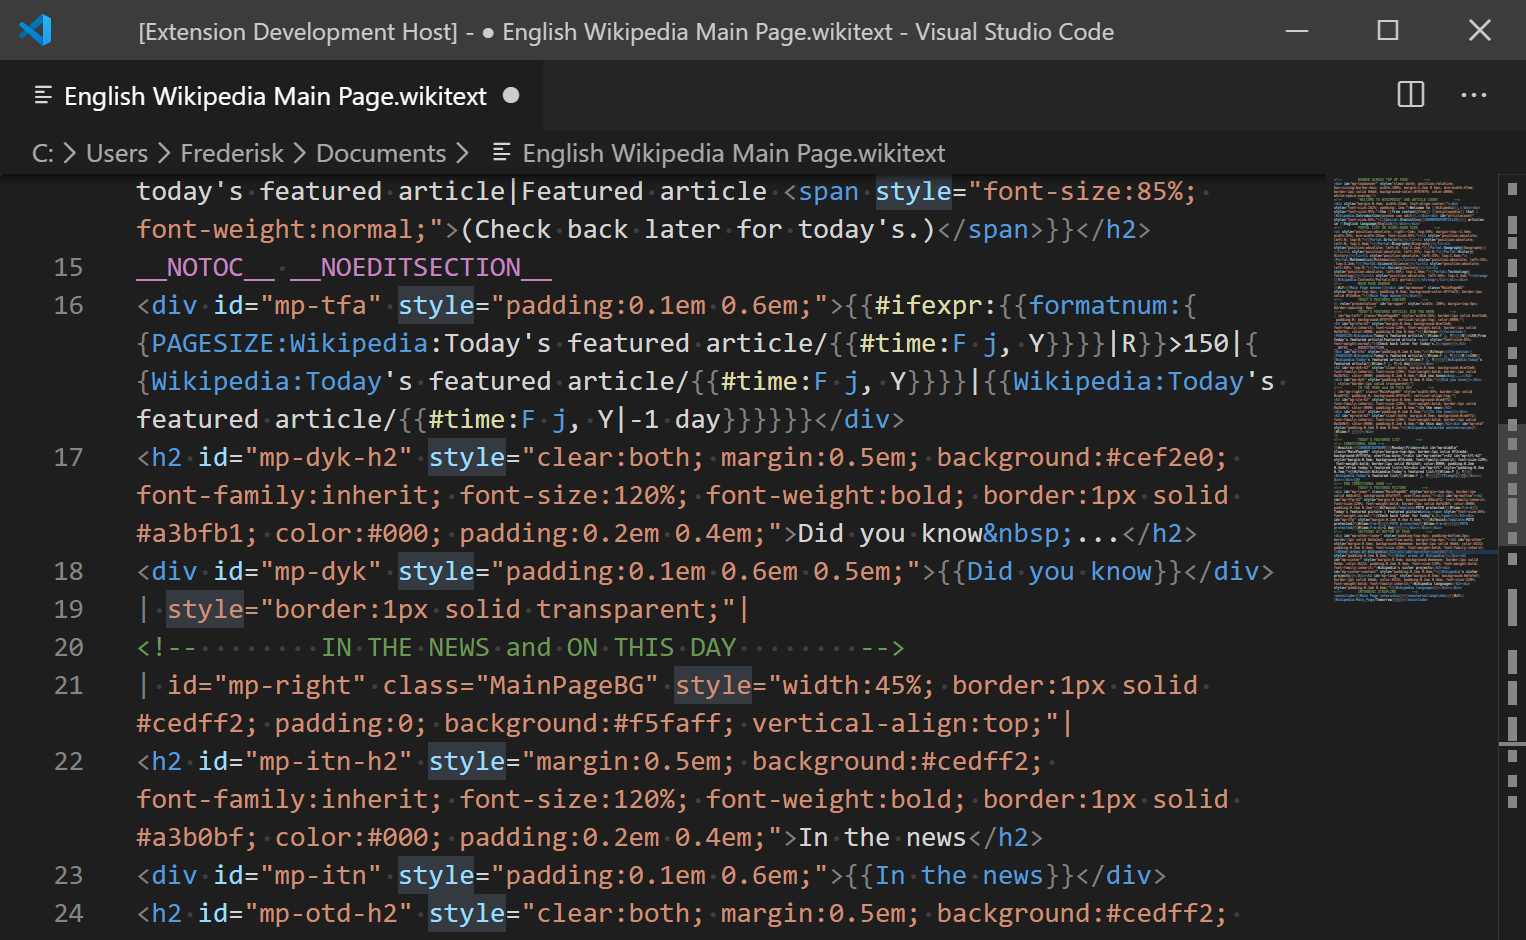 [Extension Development Host] - ● English Wikipedia Main Page.wikitext - Visual Studio Code
English Wikipedia Main Page.wikitext
C: > Users > Frederisk > Documents > English Wikipedia Main Page.wikitext
today's featured article|Featured article <span style="font-size:85%;
font-weight:normal;">(Check back later for today's.)</span>}}</h2>
15 __NOTOC__ __NOEDITSECTION__
16 <div id="mp-tfa" style="padding:0.1em 0.6em;">{{#ifexpr:{{formatnum:{
{PAGESIZE:Wikipedia:Today's featured article/{{#time:F j, Y}}}}|R}}>150|{
{Wikipedia:Today's featured article/{{#time:F j, Y}}}}|{{Wikipedia:Today's
featured article/{{#time:F j, Y|-1 day}}}}}}</div>
17 <h2 id="mp-dyk-h2" style="clear:both; margin:0.5em; background:#cef2e0;
font-family:inherit; font-size:120%; font-weight:bold; border:1px solid
#a3bfb1; color:#000; padding:0.2em 0.4em;">Did you know&nbsp;...</h2>
18 <div id="mp-dyk" style="padding:0.1em 0.6em 0.5em;">{{Did you know}}</div>
19 | style="border:1px solid transparent;"|
20 <!-- IN THE NEWS and ON THIS DAY -->
21 | id="mp-right" class="MainPageBG" style="width:45%; border:1px solid
#cedff2; padding:0; background:#f5faff; vertical-align:top;"|
22 <h2 id="mp-itn-h2" style="margin:0.5em; background:#cedff2;
font-family:inherit; font-size:120%; font-weight:bold; border:1px solid
#a3b0bf; color:#000; padding:0.2em 0.4em;">In the news</h2>
23 <div id="mp-itn" style="padding:0.1em 0.6em;">{{In the news}}</div>
24 <h2 id="mp-otd-h2" style="clear:both; margin:0.5em; background:#cedff2;